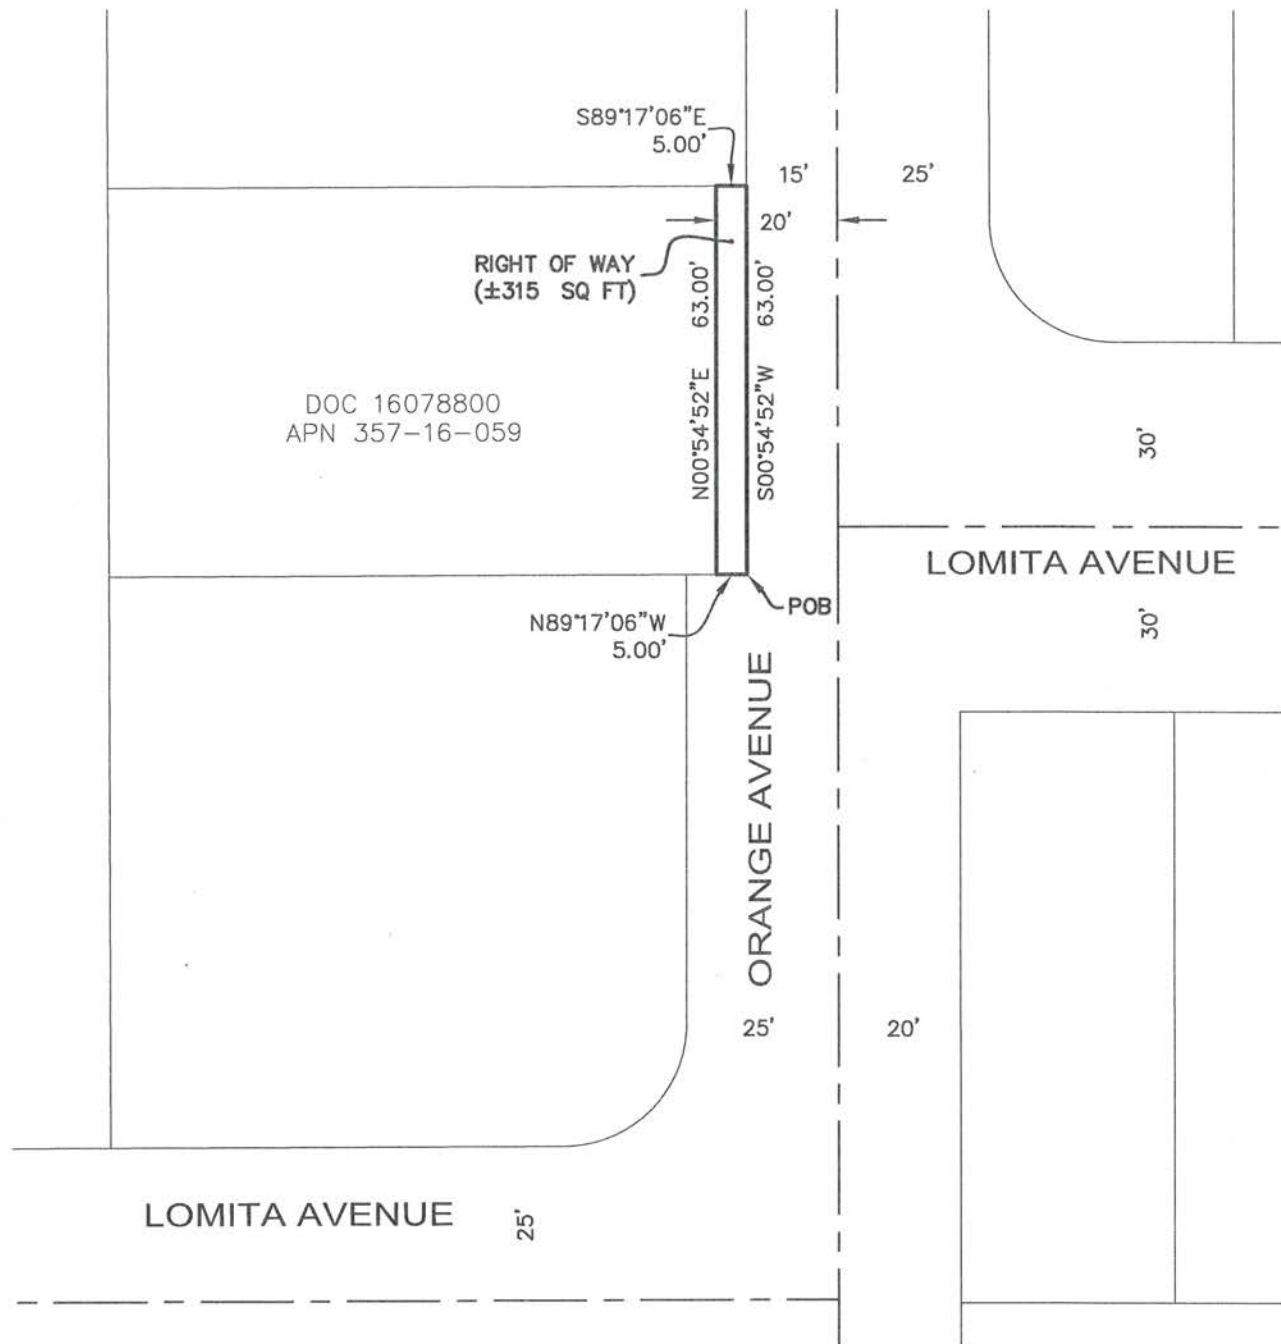 S89°17'06"E
5.00'
15'
25'
20'
RIGHT OF WAY
(±315 SQ FT)
N00°54'52"E 63.00'
S00°54'52"W 63.00'
DOC 16078800
APN 357-16-059
30'
LOMITA AVENUE
N89°17'06"W
5.00'
POB
30'
ORANGE AVENUE
25'
20'
LOMITA AVENUE
25'